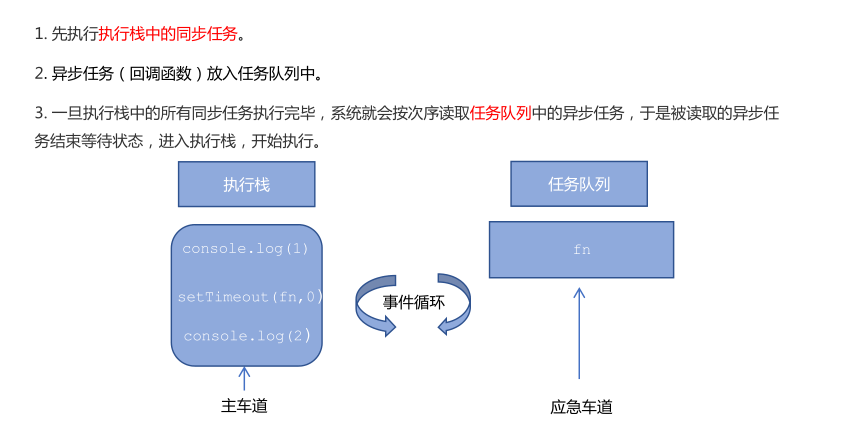 1. 先执行执行栈中的同步任务。
2. 异步任务（回调函数）放入任务队列中。
3. 一旦执行栈中的所有同步任务执行完毕，系统就会按次序读取任务队列中的异步任务，于是被读取的异步任
务结束等待状态，进入执行栈，开始执行。
执行栈
任务队列
console.log(1)
fn
setTimeout(fn,0)
事件循环
console.log(2)
主车道
应急车道